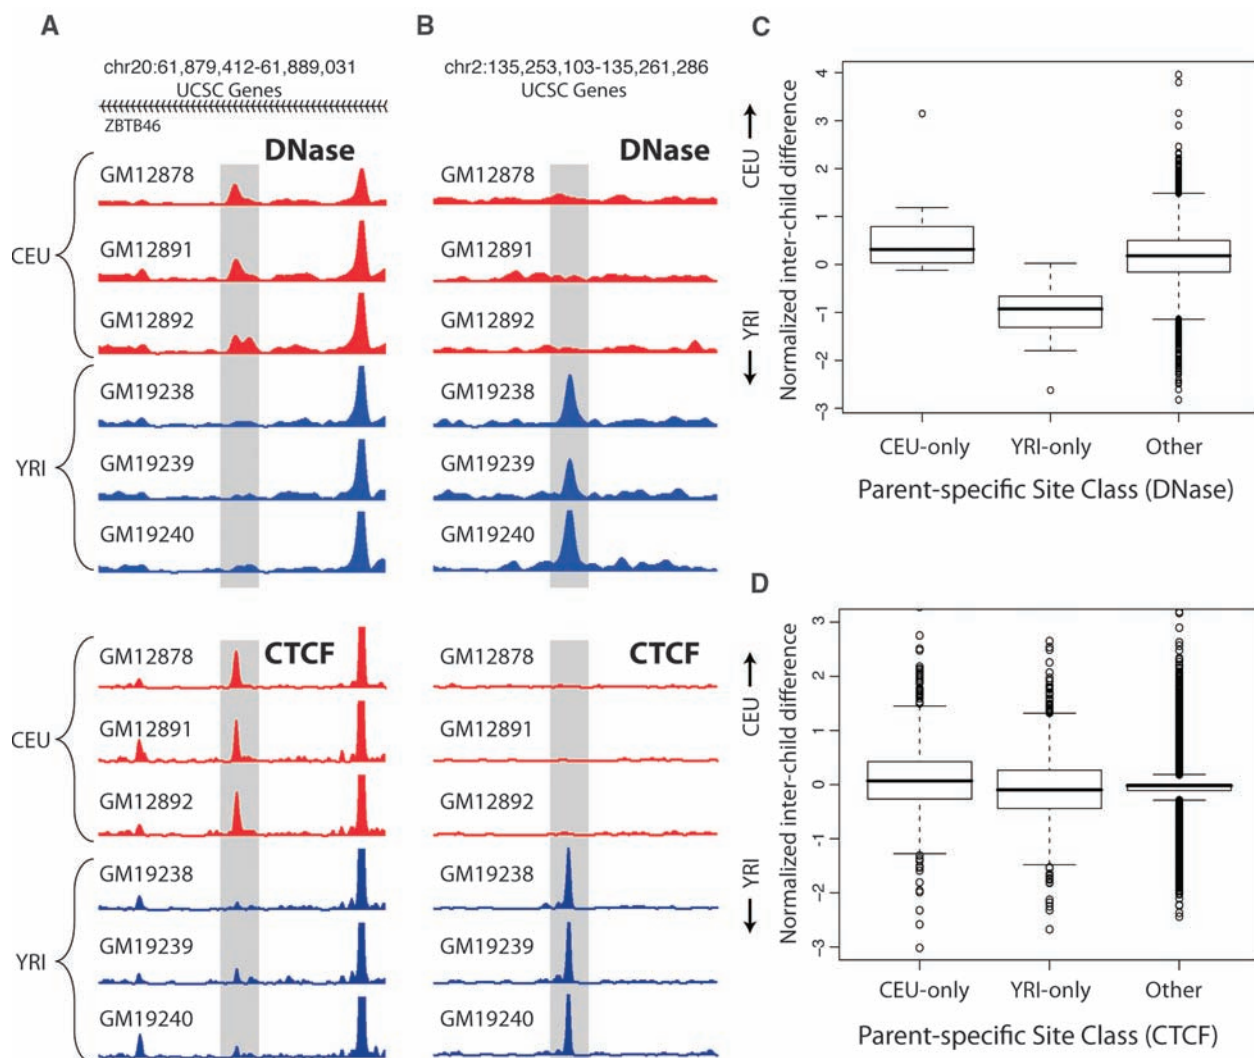 A
chr20:61,879,412-61,889,031
UCSC Genes
ZBTB46
DNase
CEU
GM12878
GM12891
GM12892
YRI
GM19238
GM19239
GM19240
CTCF
CEU
GM12878
GM12891
GM12892
YRI
GM19238
GM19239
GM19240
B
chr2:135,253,103-135,261,286
UCSC Genes
DNase
GM12878
GM12891
GM12892
GM19238
GM19239
GM19240
CTCF
GM12878
GM12891
GM12892
GM19238
GM19239
GM19240
C
Normalized inter-child difference
CEU
YRI
4
3
2
1
0
-1
-2
-3
CEU-only
YRI-only
Other
Parent-specific Site Class (DNase)
D
Normalized inter-child difference
CEU
YRI
3
2
1
0
-1
-2
-3
CEU-only
YRI-only
Other
Parent-specific Site Class (CTCF)